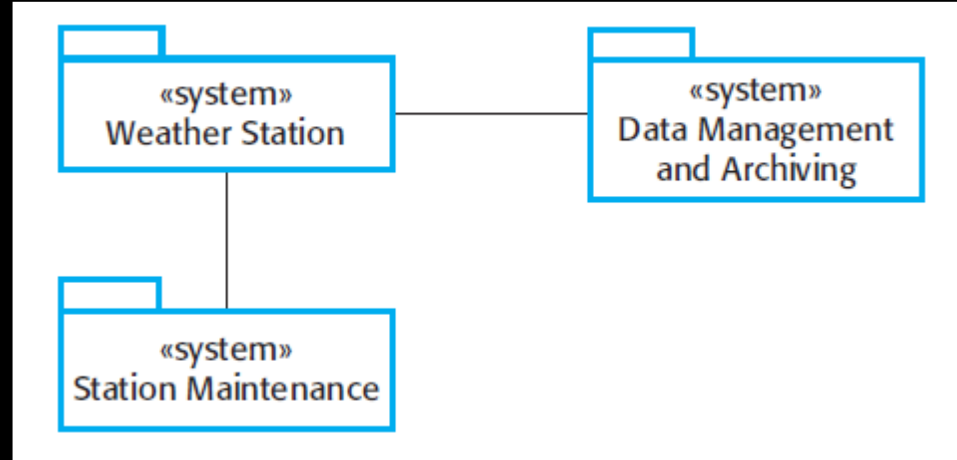 «system»
Weather Station
«system»
Data Management
and Archiving
«system»
Station Maintenance